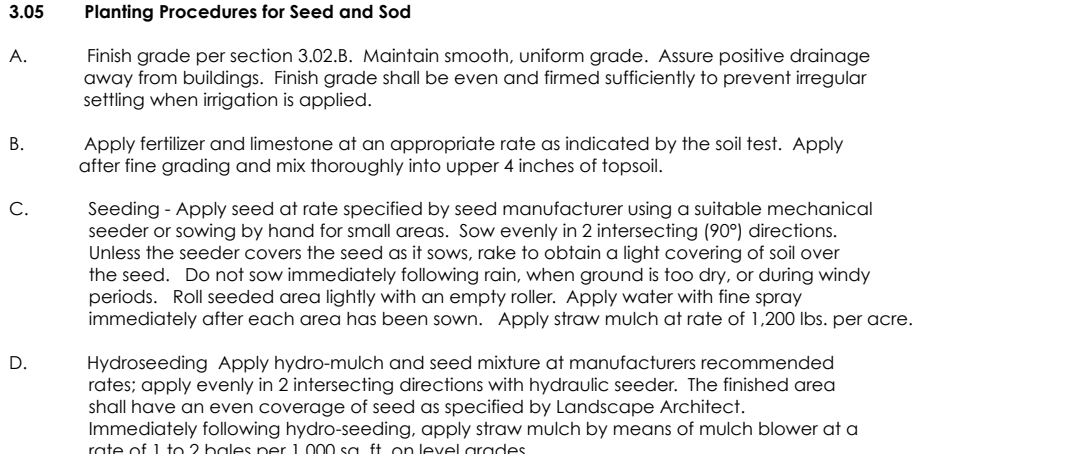 3.05 Planting Procedures for Seed and Sod
A. Finish grade per section 3.02.B. Maintain smooth, uniform grade. Assure positive drainage
away from buildings. Finish grade shall be even and firmed sufficiently to prevent irregular
settling when irrigation is applied.
B. Apply fertilizer and limestone at an appropriate rate as indicated by the soil test. Apply
after fine grading and mix thoroughly into upper 4 inches of topsoil.
C. Seeding - Apply seed at rate specified by seed manufacturer using a suitable mechanical
seeder or sowing by hand for small areas. Sow evenly in 2 intersecting (90°) directions.
Unless the seeder covers the seed as it sows, rake to obtain a light covering of soil over
the seed. Do not sow immediately following rain, when ground is too dry, or during windy
periods. Roll seeded area lightly with an empty roller. Apply water with fine spray
immediately after each area has been sown. Apply straw mulch at rate of 1,200 lbs. per acre.
D. Hydroseeding Apply hydro-mulch and seed mixture at manufacturers recommended
rates; apply evenly in 2 intersecting directions with hydraulic seeder. The finished area
shall have an even coverage of seed as specified by Landscape Architect.
Immediately following hydro-seeding, apply straw mulch by means of mulch blower at a
rate of 1 to 2 bales per 1,000 sq. ft. on level grades